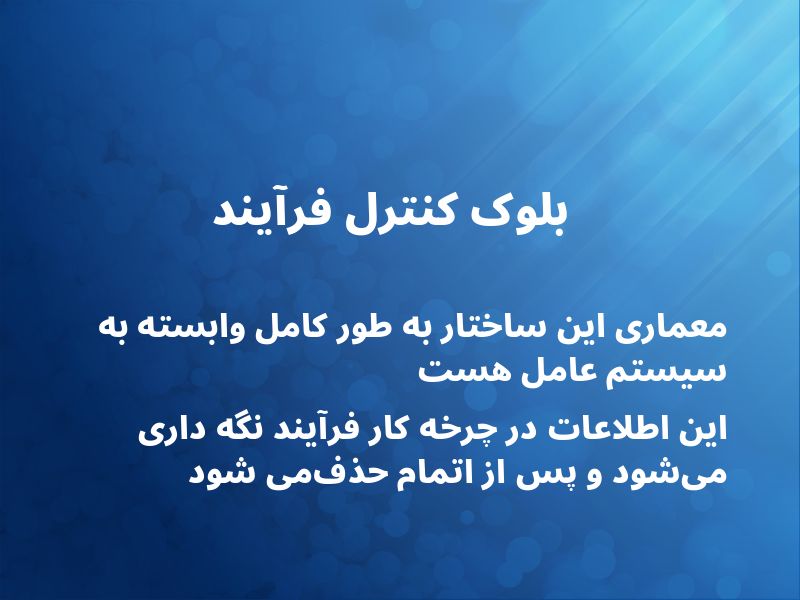 بلوک کنترل فرآیند
معماری این ساختار به طور کامل وابسته به
سیستم عامل هست
این اطلاعات در چرخه کار فرآیند نگه داری
می‌شود و پس از اتمام حذف‌می شود